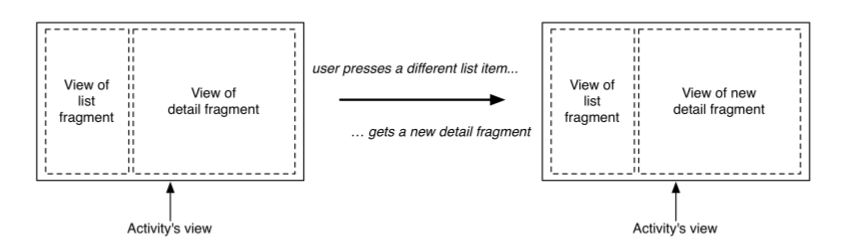 View of
list
fragment
View of
detail fragment
Activity's view
user presses a different list item...
... gets a new detail fragment
View of
list
fragment
View of new
detail fragment
Activity's view